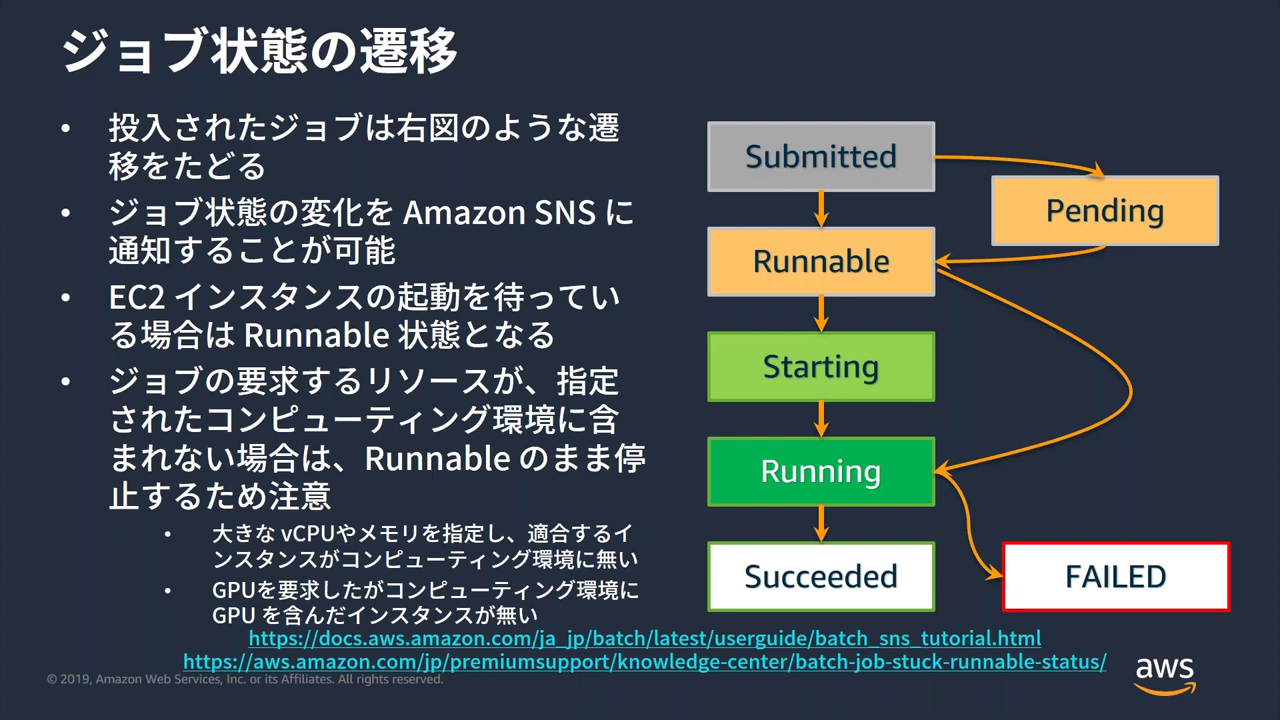 ジョブ状態の遷移
• 投入されたジョブは右図のような遷
移をたどる
• ジョブ状態の変化を Amazon SNS に
通知することが可能
• EC2 インスタンスの起動を待ってい
る場合は Runnable 状態となる
• ジョブの要求するリソースが、指定
されたコンピューティング環境に含
まれない場合は、Runnable のまま停
止するため注意
• 大きな vCPUやメモリを指定し、適合するイ
ンスタンスがコンピューティング環境に無い
• GPUを要求したがコンピューティング環境に
GPU を含んだインスタンスが無い
Submitted
Pending
Runnable
Starting
Running
Succeeded
FAILED
https://docs.aws.amazon.com/ja_jp/batch/latest/userguide/batch_sns_tutorial.html
https://aws.amazon.com/jp/premiumsupport/knowledge-center/batch-job-stuck-runnable-status/
© 2019, Amazon Web Services, Inc. or its Affiliates. All rights reserved.
aws